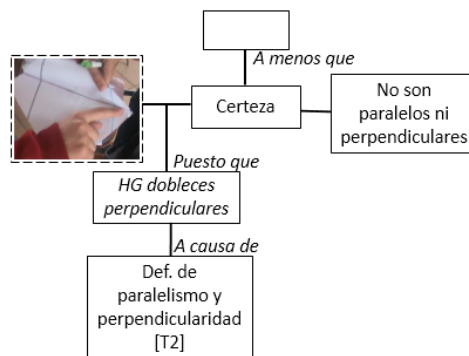 A menos que
Certeza
No son
paralelos ni
perpendiculares
Puesto que
HG dobleces
perpendiculares
A causa de
Def. de
paralelismo y
perpendicularidad
[T2]